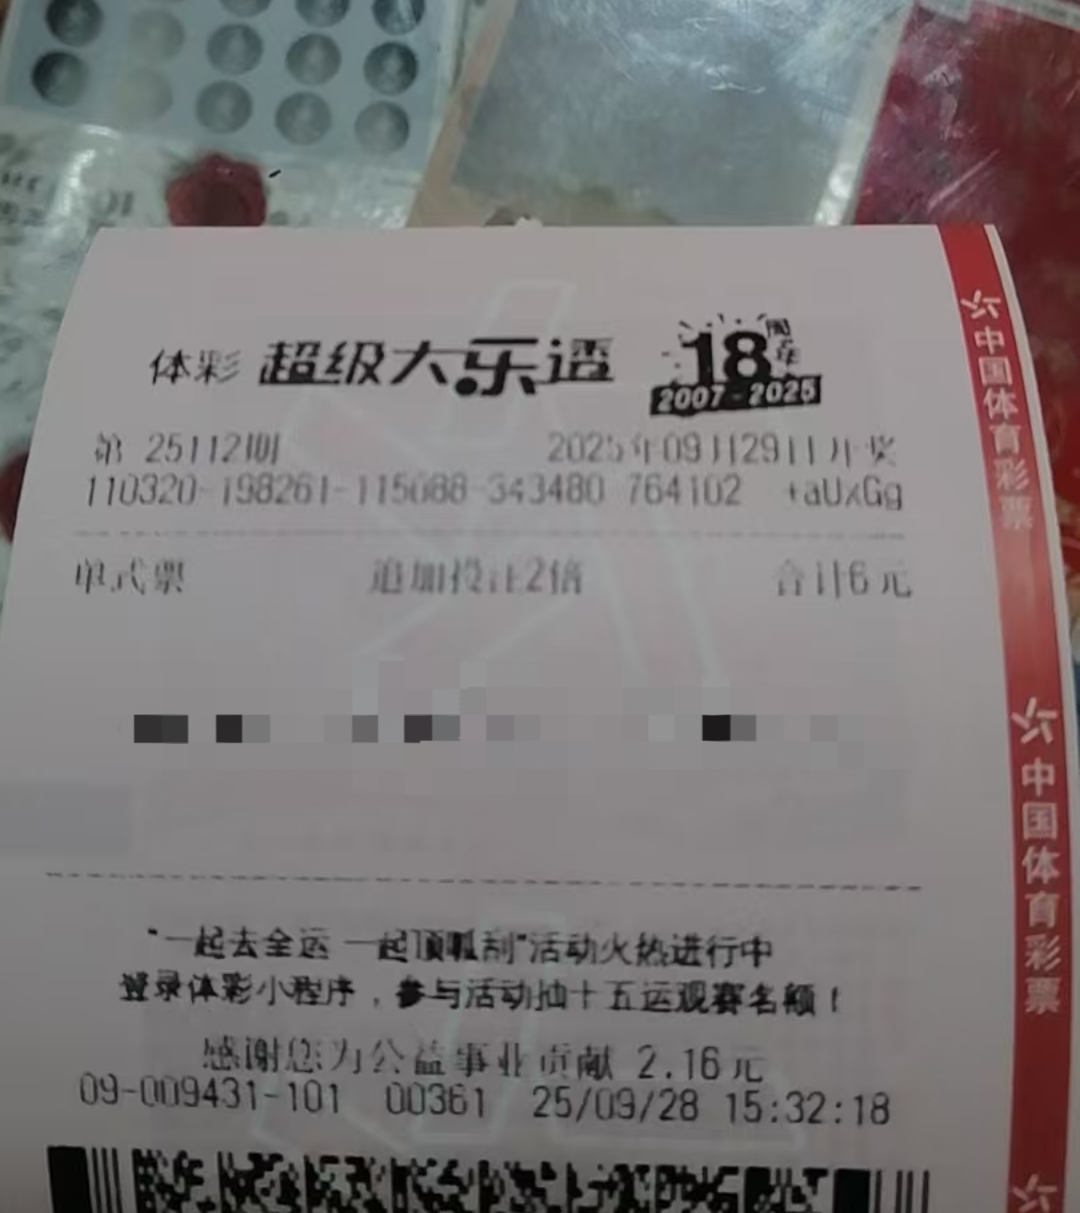 体彩 超级大乐透 18周年
2007-2025
第 25112期 2025年09月29日开奖
110320-198261-115688-343480 764102 +aUxGg
单式票 追加投注2倍 合计6元
"一起去全运 一起顶呱刮"活动火热进行中
登录体彩小程序，参与活动抽十五运观赛名额！
感谢您为公益事业贡献 2.16元
09-009431-101 00361 25/09/28 15:32:18
中国体育彩票
中国体育彩票